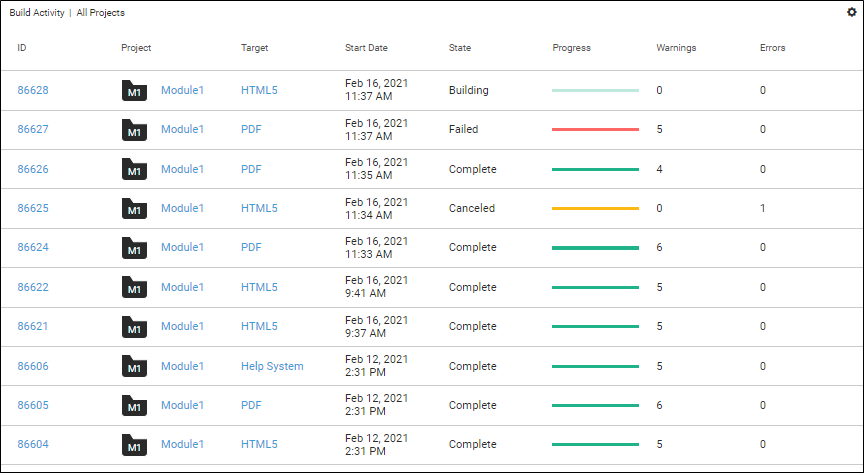 Build Activity | All Projects
ID Project Target Start Date State Progress Warnings Errors
86628 M1 Module1 HTML5 Feb 16, 2021 11:37 AM Building 0 0
86627 M1 Module1 PDF Feb 16, 2021 11:37 AM Failed 5 0
86626 M1 Module1 PDF Feb 16, 2021 11:35 AM Complete 4 0
86625 M1 Module1 HTML5 Feb 16, 2021 11:34 AM Canceled 0 1
86624 M1 Module1 PDF Feb 16, 2021 11:33 AM Complete 6 0
86622 M1 Module1 HTML5 Feb 16, 2021 9:41 AM Complete 5 0
86621 M1 Module1 HTML5 Feb 16, 2021 9:37 AM Complete 5 0
86606 M1 Module1 Help System Feb 12, 2021 2:31 PM Complete 5 0
86605 M1 Module1 PDF Feb 12, 2021 2:31 PM Complete 6 0
86604 M1 Module1 HTML5 Feb 12, 2021 2:31 PM Complete 5 0